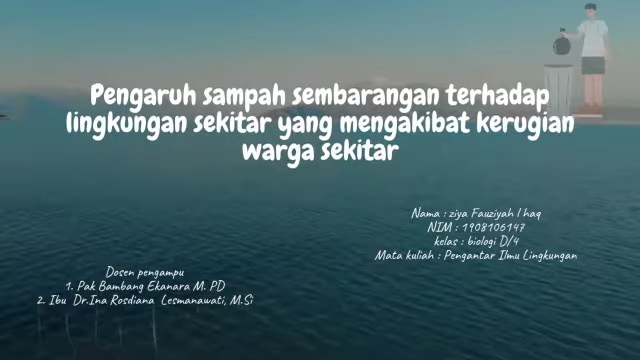 Pengaruh sampah sembarangan terhadap
lingkungan sekitar yang mengakibat kerugian
warga sekitar
Nama : ziya Fauziyah l haq
NIM : 1908106147
kelas : biologi D/4
Mata kuliah : Pengantar Ilmu Lingkungan
Dosen pengampu
1. Pak Bambang Ekanara M. PD
2. Ibu Dr.Ina Rosdiana Lesmanawati, M.Si